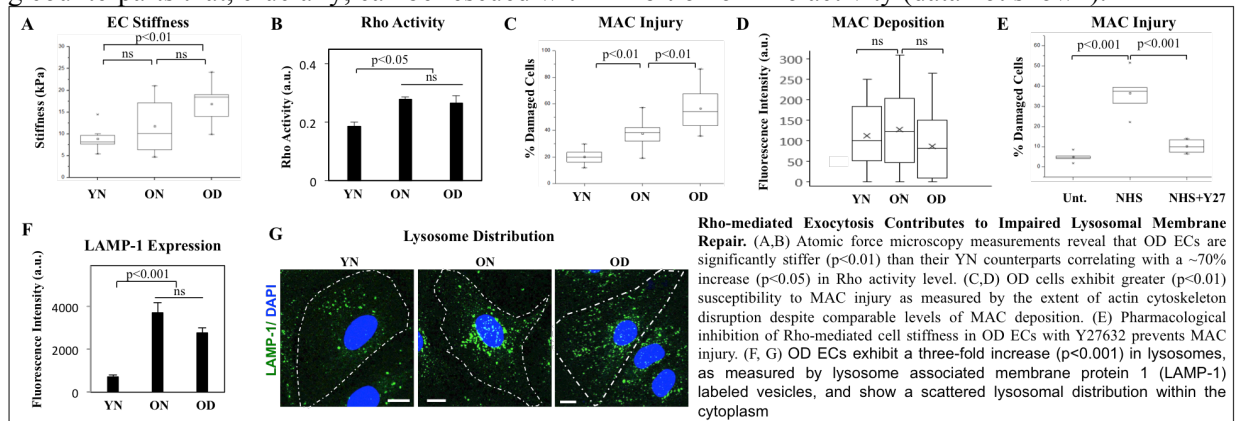 A EC Stiffness
p<0.01
ns ns
Stiffness (kPa)
30
25
20
15
10
5
0
YN ON OD
B Rho Activity
p<0.05
ns
Rho Activity (a.u.)
0.4
0.2
0
YN ON OD
C MAC Injury
p<0.01 p<0.01
% Damaged Cells
100
80
60
40
20
0
YN ON OD
D MAC Deposition
ns ns
Fluorescence Intensity (a.u.)
300
250
200
150
100
50
0
YN ON OD
E MAC Injury
p<0.001 p<0.001
% Damaged Cells
60
50
40
30
20
10
0
Unt. NHS NHS+Y27
F
LAMP-1 Expression
p<0.001
ns
Fluorescence Intensity (a.u.)
4000
2000
0
YN ON OD
G Lysosome Distribution
YN ON OD
LAMP-1/ DAPI
Rho-mediated Exocytosis Contributes to Impaired Lysosomal Membrane
Repair. (A,B) Atomic force microscopy measurements reveal that OD ECs are
significantly stiffer (p<0.01) than their YN counterparts correlating with a ~70%
increase (p<0.05) in Rho activity level. (C,D) OD cells exhibit greater (p<0.01)
susceptibility to MAC injury as measured by the extent of actin cytoskeleton
disruption despite comparable levels of MAC deposition. (E) Pharmacological
inhibition of Rho-mediated cell stiffness in OD ECs with Y27632 prevents MAC
injury. (F, G) OD ECs exhibit a three-fold increase (p<0.001) in lysosomes,
as measured by lysosome associated membrane protein 1 (LAMP-1)
labeled vesicles, and show a scattered lysosomal distribution within the
cytoplasm